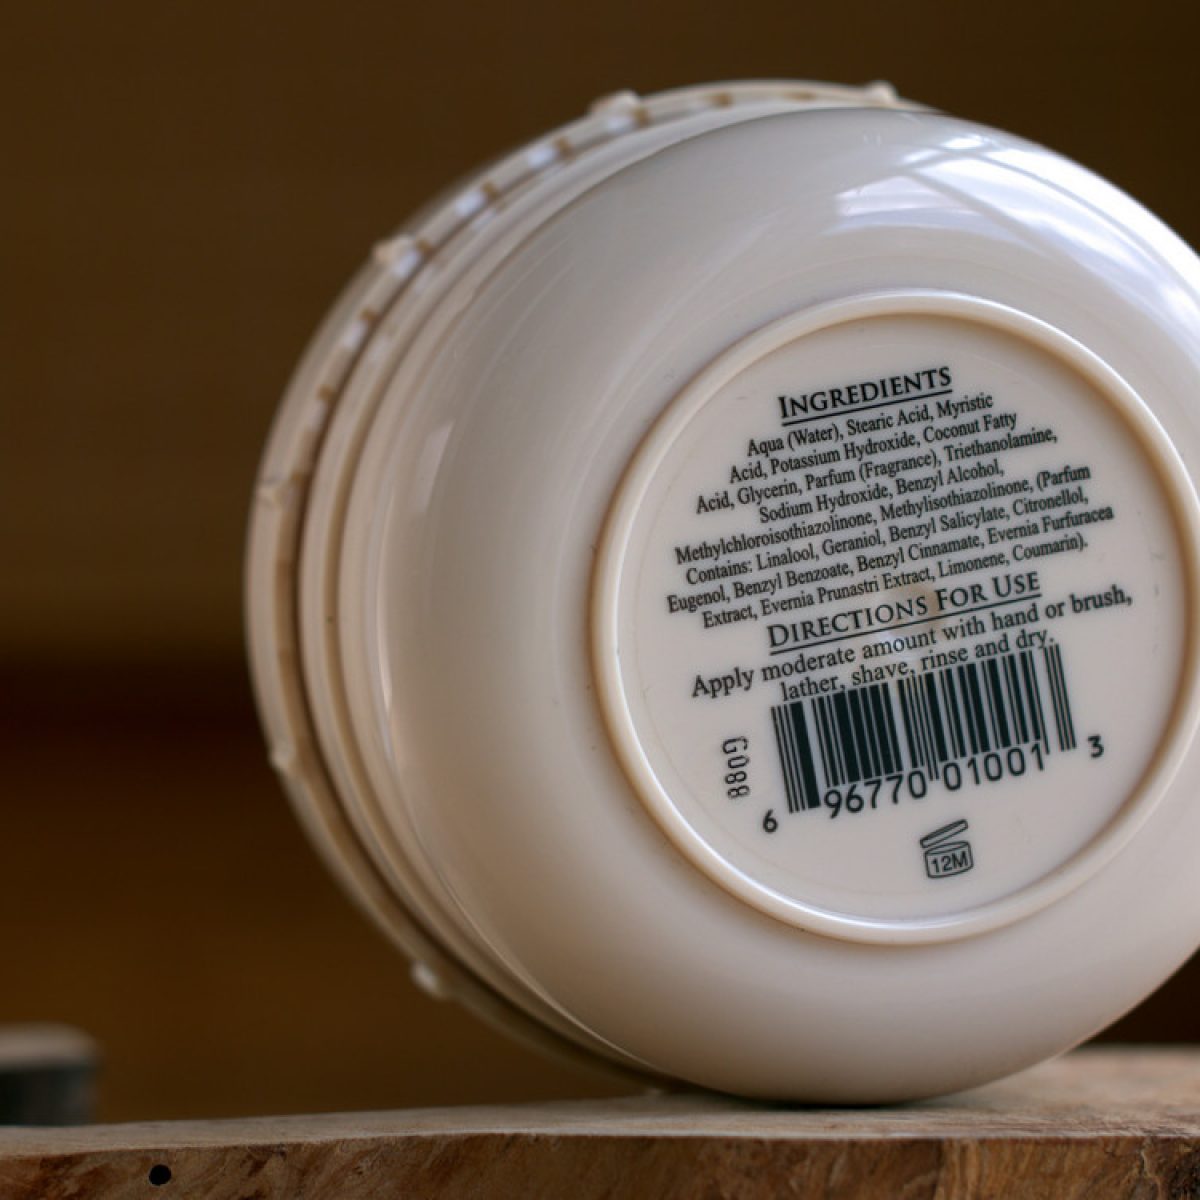 INGREDIENTS
Aqua (Water), Stearic Acid, Myristic
Acid, Potassium Hydroxide, Coconut Fatty
Acid, Glycerin, Parfum (Fragrance), Triethanolamine,
Sodium Hydroxide, Benzyl Alcohol,
Methylchloroisothiazolinone, Methylisothiazolinone, (Parfum
Contains: Linalool, Geraniol, Benzyl Salicylate, Citronellol,
Eugenol, Benzyl Benzoate, Benzyl Cinnamate, Evernia Furfuracea
Extract, Evernia Prunastri Extract, Limonene, Coumarin).
DIRECTIONS FOR USE
Apply moderate amount with hand or brush,
lather, shave, rinse and dry.
G088
6 96770 01001 3
12M